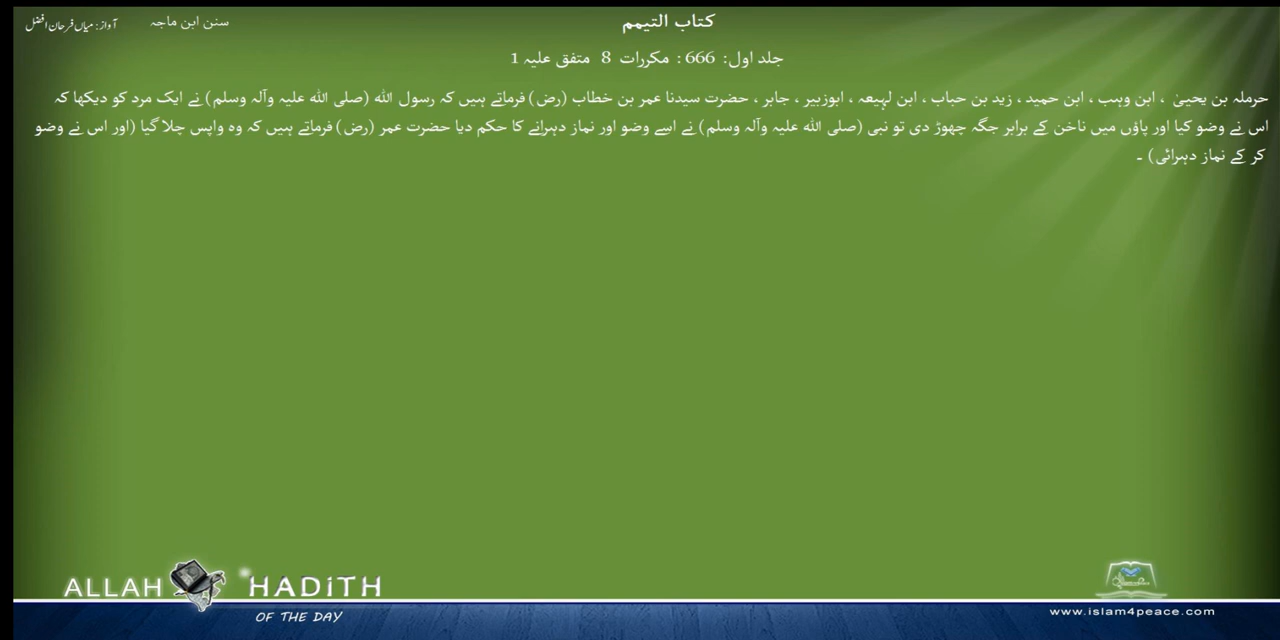 کتاب التیمم
سنن ابن ماجہ
آواز: میاں فرحان افضل
جلد اول: 666 : مکررات 8 متفق علیہ 1
حرملہ بن یحییٰ ، ابن وہب ، ابن حمید ، زید بن حباب ، ابن لہیعہ ، ابوزبیر ، جابر ، حضرت سیدنا عمر بن خطاب (رض) فرماتے ہیں کہ رسول اللہ (صلی اللہ علیہ وآلہ وسلم) نے ایک مرد کو دیکھا کہ
اس نے وضو کیا اور پاؤں میں ناخن کے برابر جگہ چھوڑ دی تو نبی (صلی اللہ علیہ وآلہ وسلم) نے اسے وضو اور نماز دہرانے کا حکم دیا حضرت عمر (رض) فرماتے ہیں کہ وہ واپس چلا گیا (اور اس نے وضو
کر کے نماز دہرائی) ۔
ALLAH HADITH
OF THE DAY
www.islam4peace.com